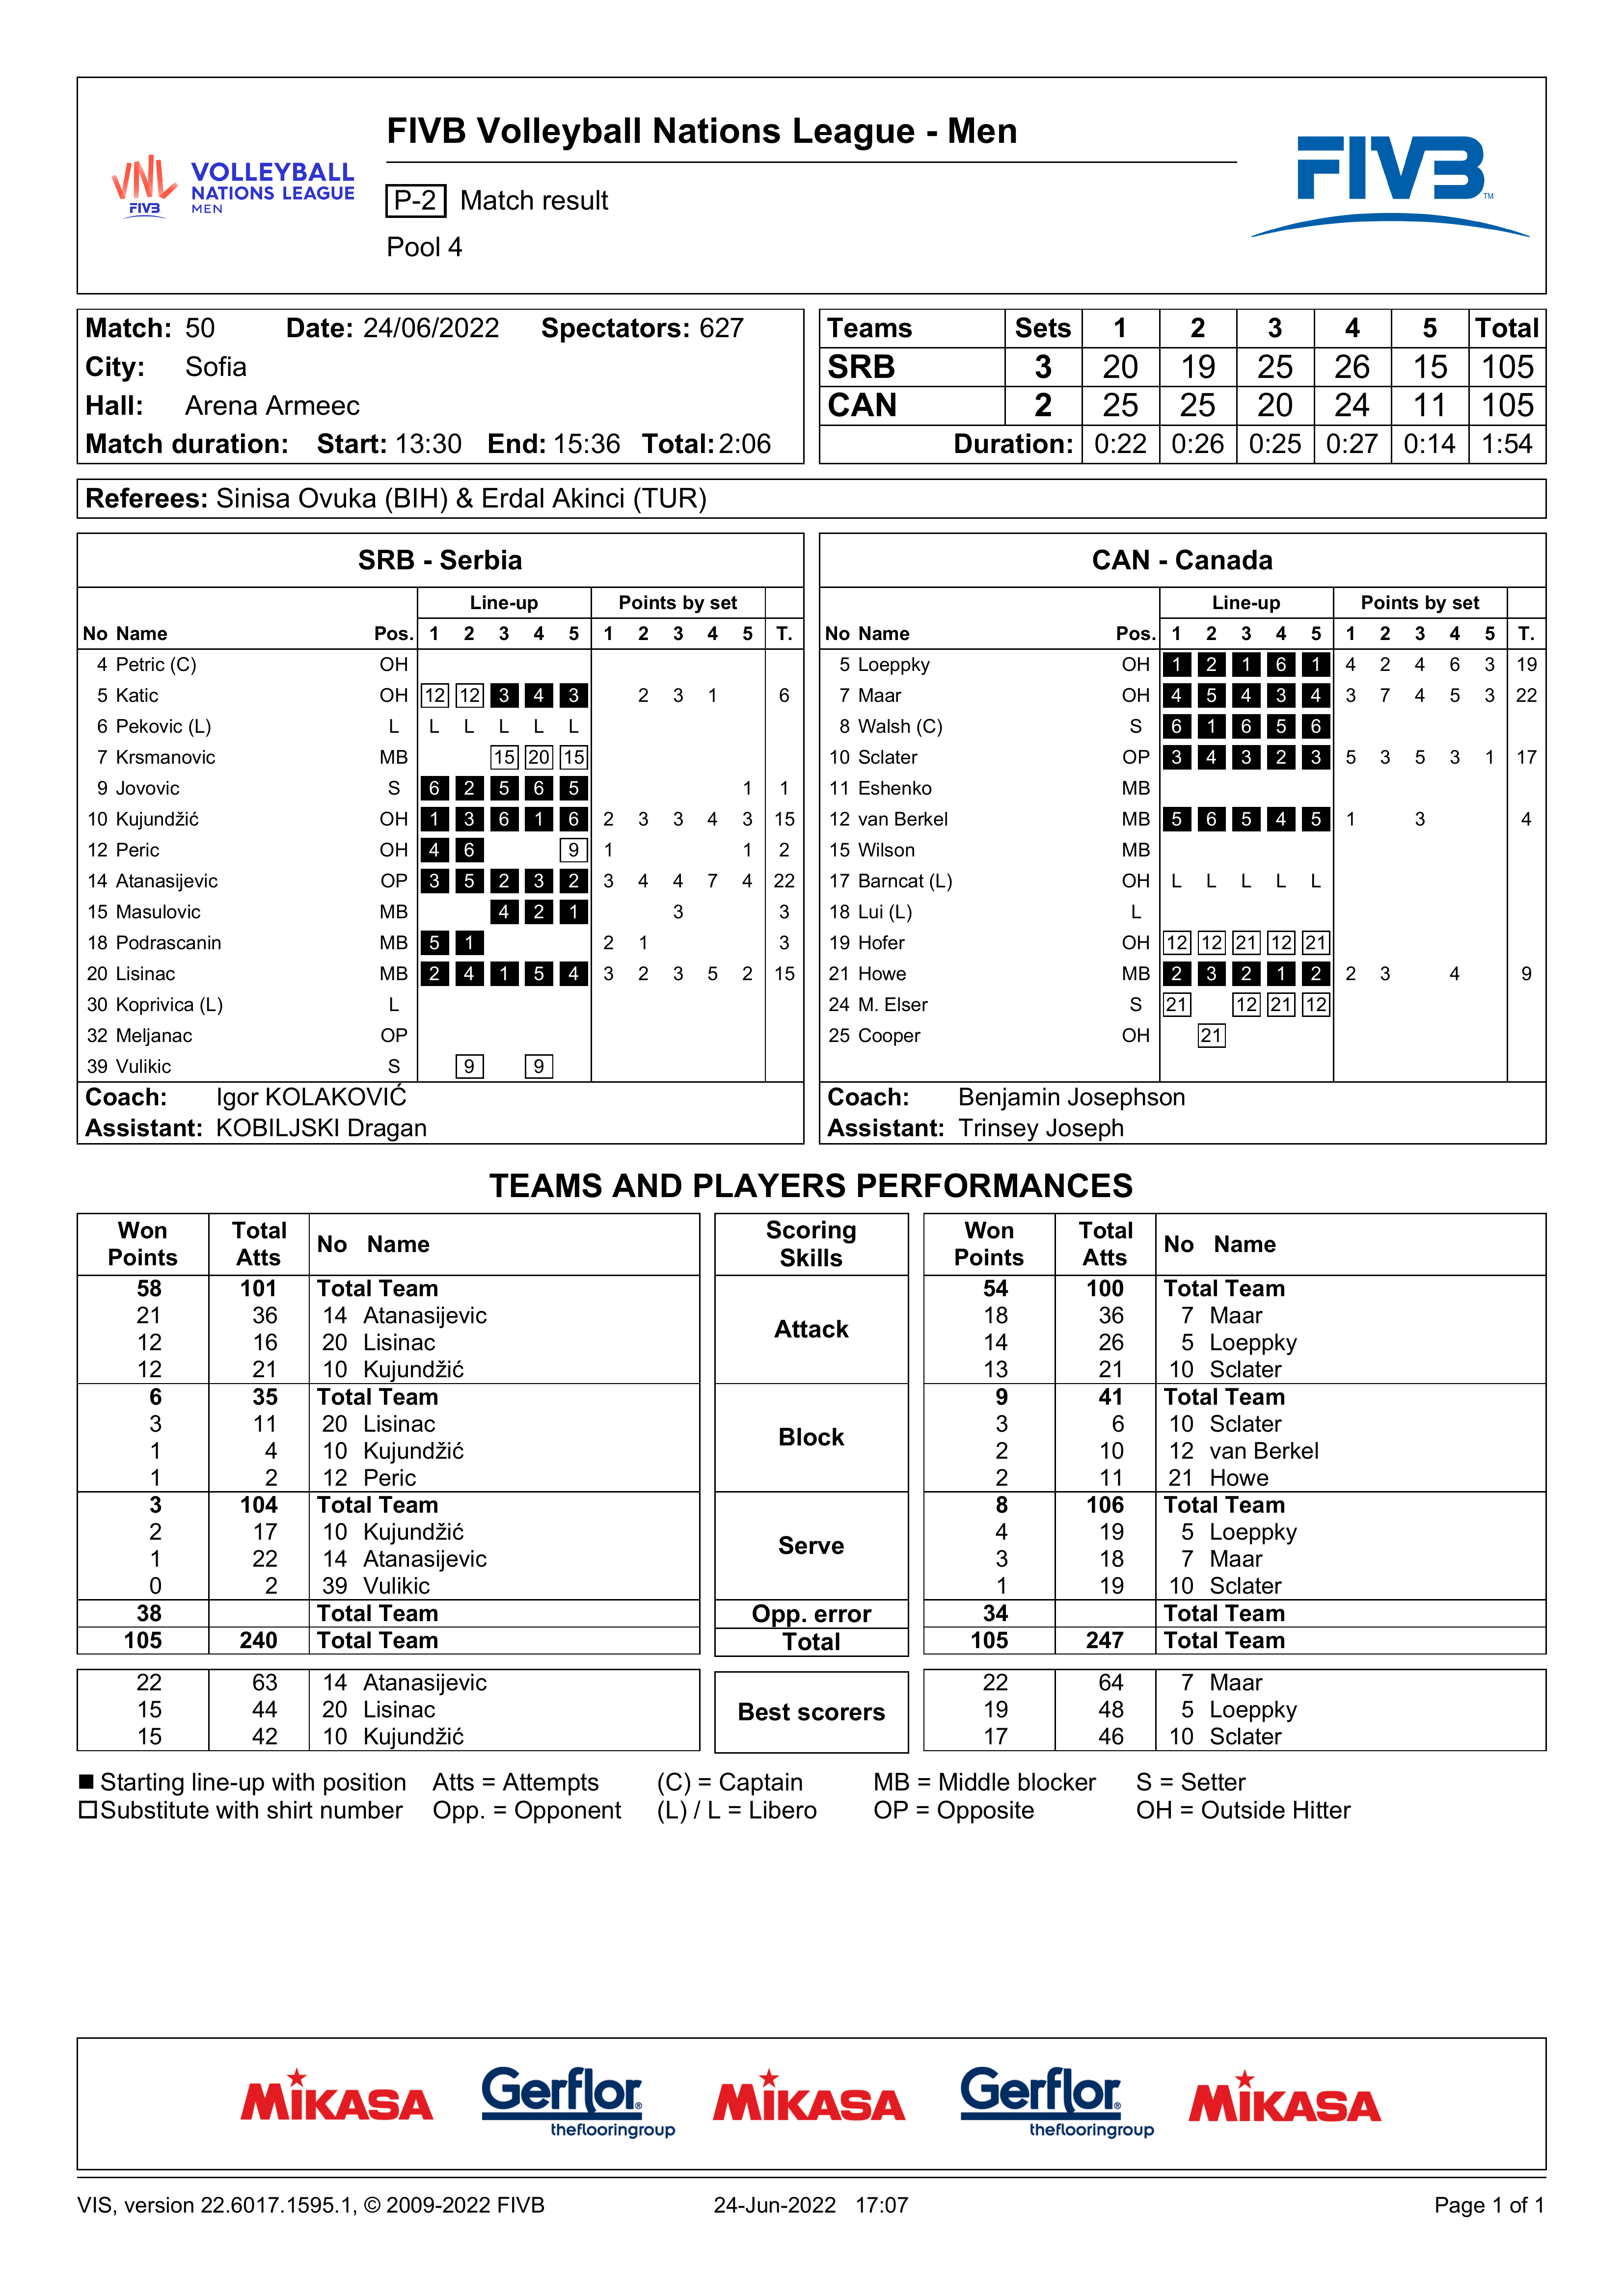 FIVB Volleyball Nations League - Men
VNL FIVB
VOLLEYBALL
NATIONS LEAGUE
MEN
P-2 Match result
Pool 4
FIVB TM
Match: 50 Date: 24/06/2022 Spectators: 627
City: Sofia
Hall: Arena Armeec
Match duration: Start: 13:30 End: 15:36 Total: 2:06
Teams Sets 1 2 3 4 5 Total
SRB 3 20 19 25 26 15 105
CAN 2 25 25 20 24 11 105
Duration: 0:22 0:26 0:25 0:27 0:14 1:54
Referees: Sinisa Ovuka (BIH) & Erdal Akinci (TUR)
SRB - Serbia
Line-up Points by set
No Name Pos. 1 2 3 4 5 1 2 3 4 5 T.
4 Petric (C) OH
5 Katic OH 12 12 3 4 3 2 3 1 6
6 Pekovic (L) L L L L L L
7 Krsmanovic MB 15 20 15
9 Jovovic S 6 2 5 6 5 1 1
10 Kujundžić OH 1 3 6 1 6 2 3 3 4 3 15
12 Peric OH 4 6 9 1 1 2
14 Atanasijevic OP 3 5 2 3 2 3 4 4 7 4 22
15 Masulovic MB 4 2 1 3 3
18 Podrascanin MB 5 1 2 1 3
20 Lisinac MB 2 4 1 5 4 3 2 3 5 2 15
30 Koprivica (L) L
32 Meljanac OP
39 Vulikic S 9 9
Coach: Igor KOLAKOVIĆ
Assistant: KOBILJSKI Dragan
CAN - Canada
Line-up Points by set
No Name Pos. 1 2 3 4 5 1 2 3 4 5 T.
5 Loeppky OH 1 2 1 6 1 4 2 4 6 3 19
7 Maar OH 4 5 4 3 4 3 7 4 5 3 22
8 Walsh (C) S 6 1 6 5 6
10 Sclater OP 3 4 3 2 3 5 3 5 3 1 17
11 Eshenko MB
12 van Berkel MB 5 6 5 4 5 1 3 4
15 Wilson MB
17 Barncat (L) OH L L L L L
18 Lui (L) L
19 Hofer OH 12 12 21 12 21
21 Howe MB 2 3 2 1 2 2 3 4 9
24 M. Elser S 21 12 21 12
25 Cooper OH 21
Coach: Benjamin Josephson
Assistant: Trinsey Joseph
TEAMS AND PLAYERS PERFORMANCES
Won Points Total Atts No Name Scoring Skills Won Points Total Atts No Name
58 101 Total Team Attack 54 100 Total Team
21 36 14 Atanasijevic 18 36 7 Maar
12 16 20 Lisinac 14 26 5 Loeppky
12 21 10 Kujundžić 13 21 10 Sclater
6 35 Total Team Block 9 41 Total Team
3 11 20 Lisinac 3 6 10 Sclater
1 4 10 Kujundžić 2 10 12 van Berkel
1 2 12 Peric 2 11 21 Howe
3 104 Total Team Serve 8 106 Total Team
2 17 10 Kujundžić 4 19 5 Loeppky
1 22 14 Atanasijevic 3 18 7 Maar
0 2 39 Vulikic 1 19 10 Sclater
38 Total Team Opp. error 34 Total Team
105 240 Total Team Total 105 247 Total Team
22 63 14 Atanasijevic Best scorers 22 64 7 Maar
15 44 20 Lisinac 19 48 5 Loeppky
15 42 10 Kujundžić 17 46 10 Sclater
Starting line-up with position Atts = Attempts (C) = Captain MB = Middle blocker S = Setter
Substitute with shirt number Opp. = Opponent (L) / L = Libero OP = Opposite OH = Outside Hitter
MIKASA Gerflor® theflooringgroup MIKASA Gerflor® theflooringgroup MIKASA
VIS, version 22.6017.1595.1, © 2009-2022 FIVB 24-Jun-2022 17:07 Page 1 of 1